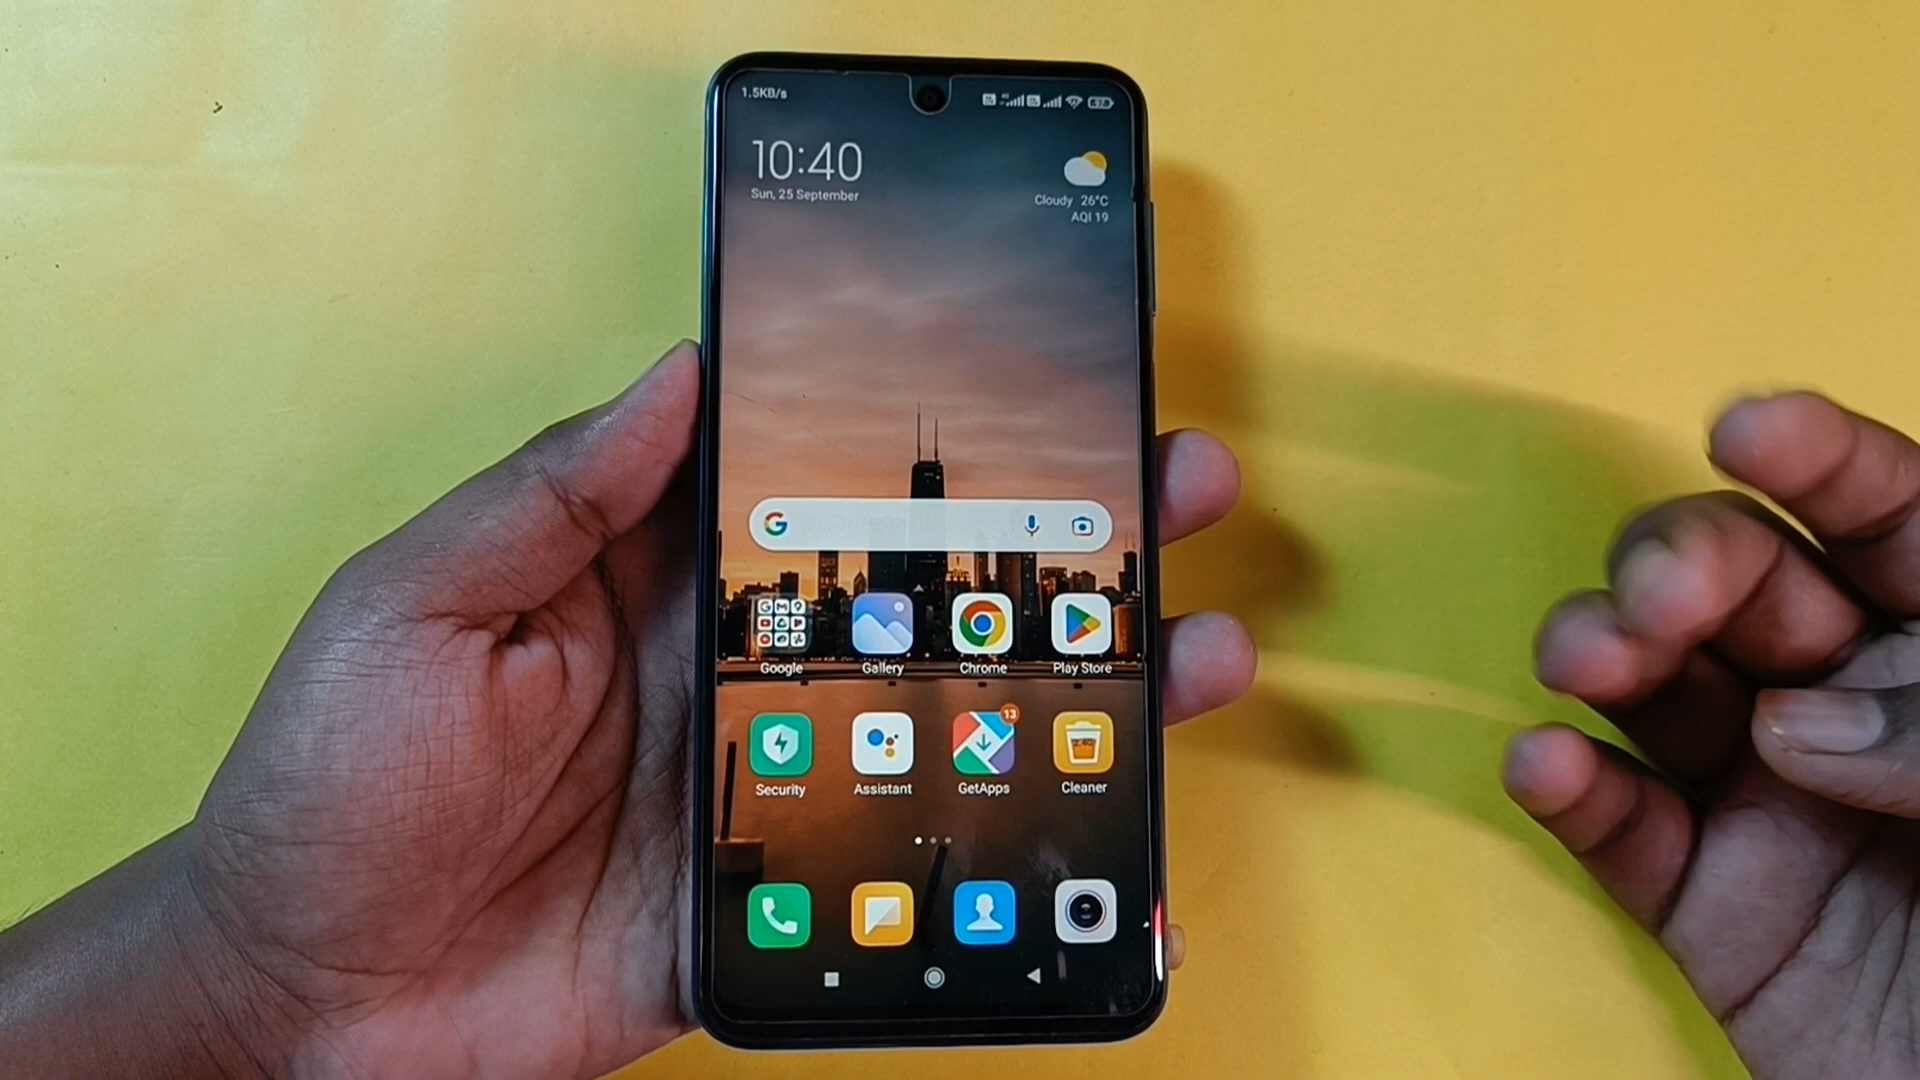 1.5KB/s
97
10:40
Sun, 25 September
Cloudy 26°C
AQI 19
Google Gallery Chrome Play Store
13
Security Assistant GetApps Cleaner